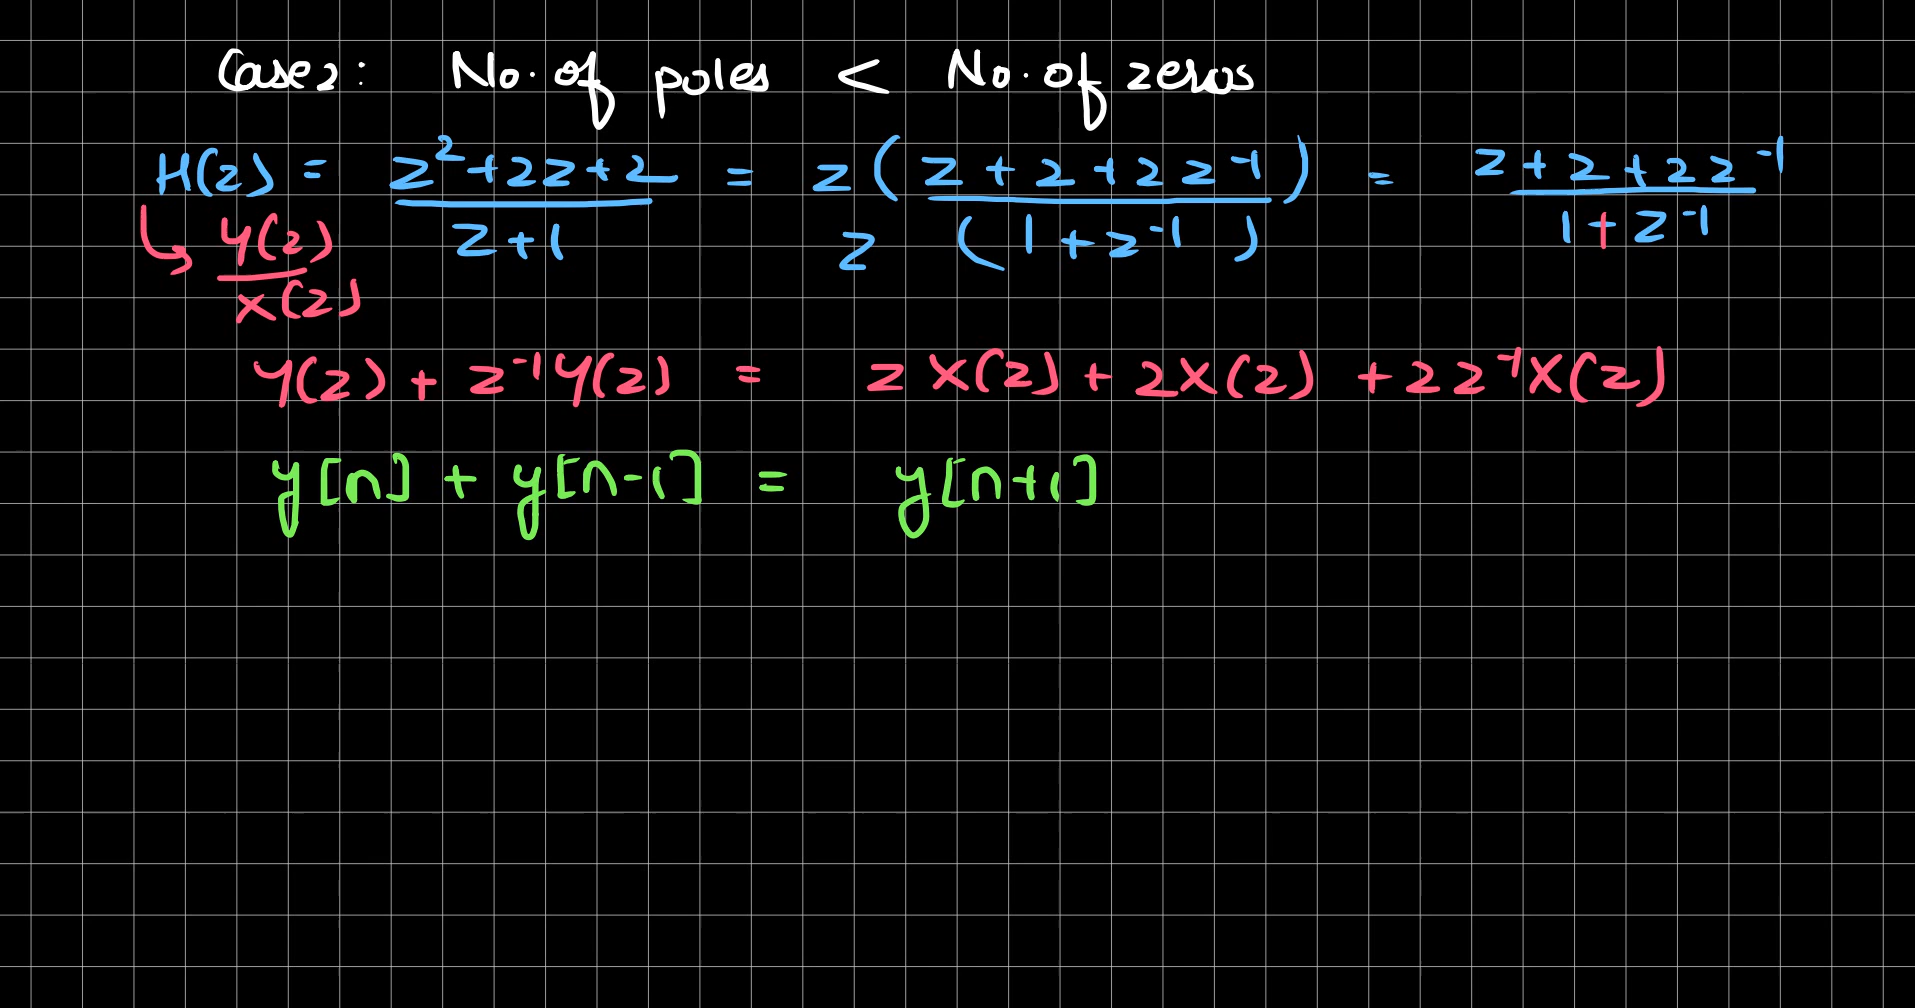 Case 2: No. of poles < No. of zeros
H(z) = z²+2z+2 / z+1 = z(z + 2 + 2z⁻¹) / z(1 + z⁻¹) = z + 2 + 2z⁻¹ / 1 + z⁻¹
↳ Y(z) / X(z)
Y(z) + z⁻¹Y(z) = z X(z) + 2X(z) + 2z⁻¹X(z)
y[n] + y[n-1] = y[n+1]